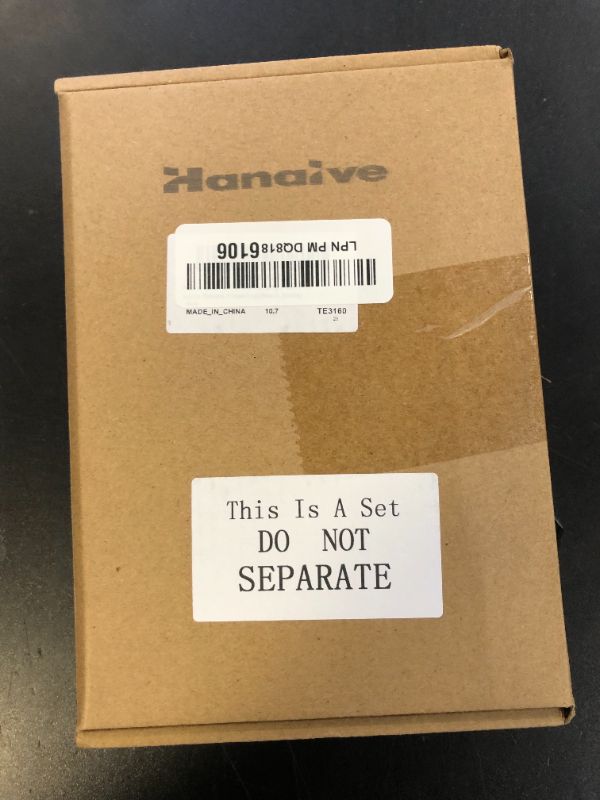 Hanaive
LPN PM DQ8186106
MADE_IN_CHINA 10.7 TE3160
This Is A Set
DO NOT
SEPARATE